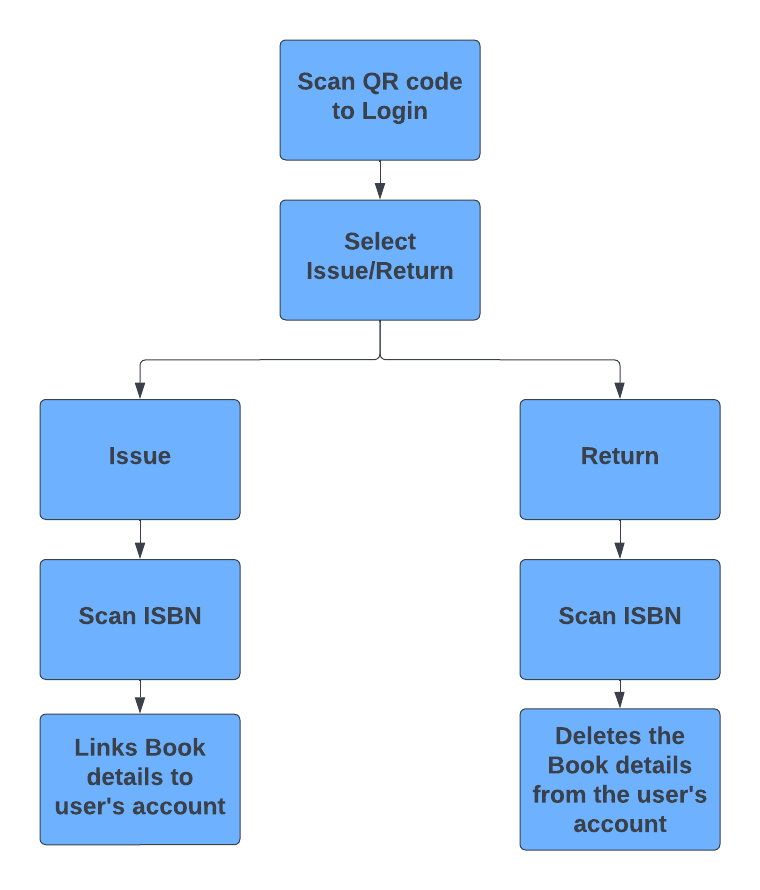 Scan QR code
to Login
Select
Issue/Return
Issue
Return
Scan ISBN
Scan ISBN
Links Book
details to
user's account
Deletes the
Book details
from the user's
account